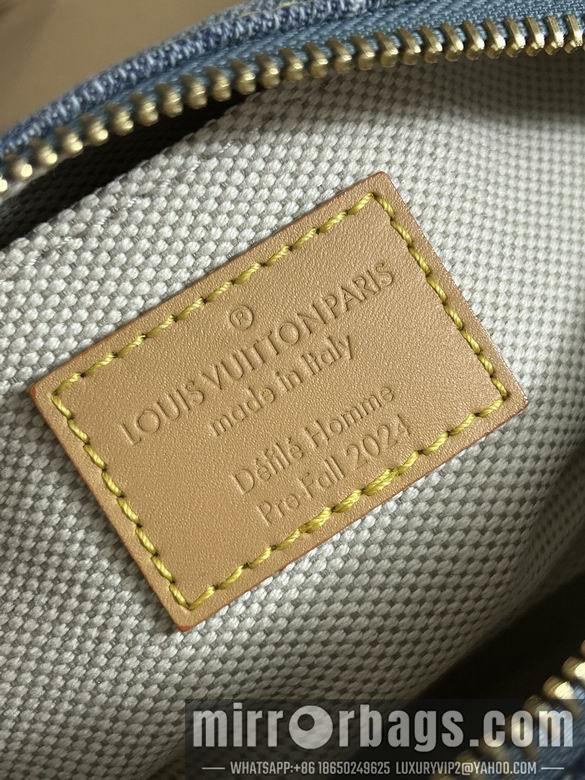 ®
LOUIS VUITTON PARIS
made in Italy
Défilé Homme
Pre-Fall 2024
mirrorbags.com
WHATSAPP:+86 18650249625 LUXURYVIP2@YAHOO.COM